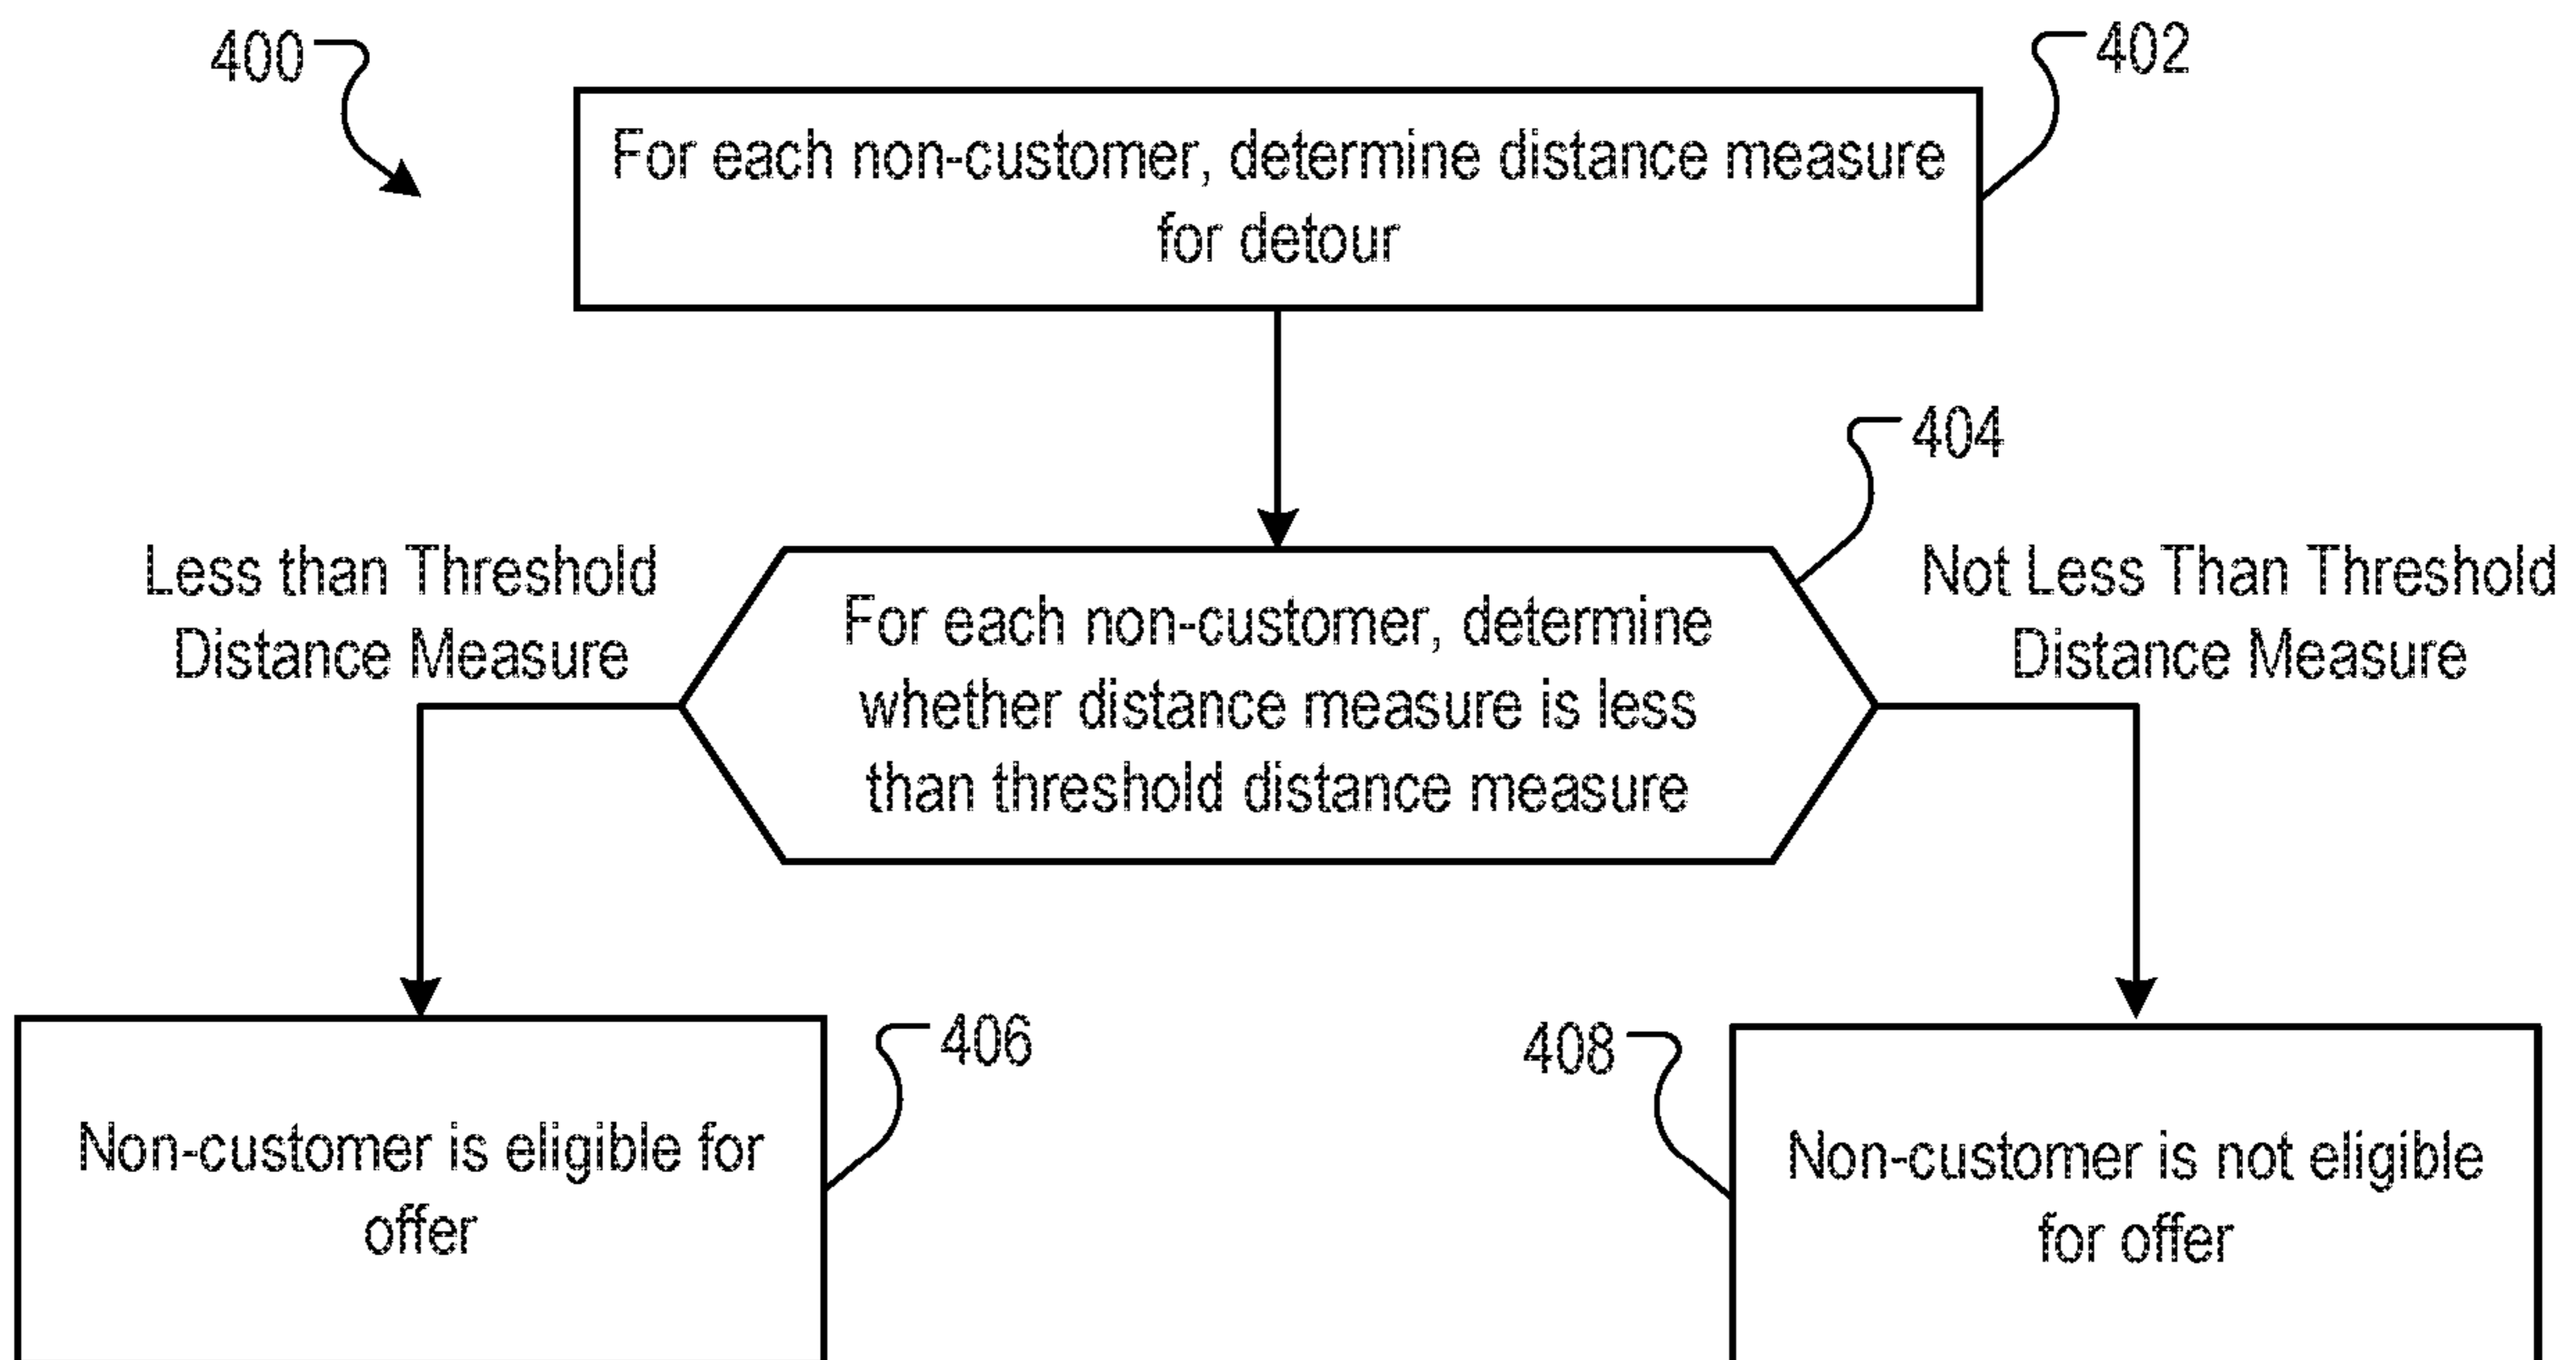 400
402
For each non-customer, determine distance measure
for detour
404
Less than Threshold
Distance Measure
For each non-customer, determine
whether distance measure is less
than threshold distance measure
Not Less Than Threshold
Distance Measure
406
Non-customer is eligible for
offer
408
Non-customer is not eligible
for offer